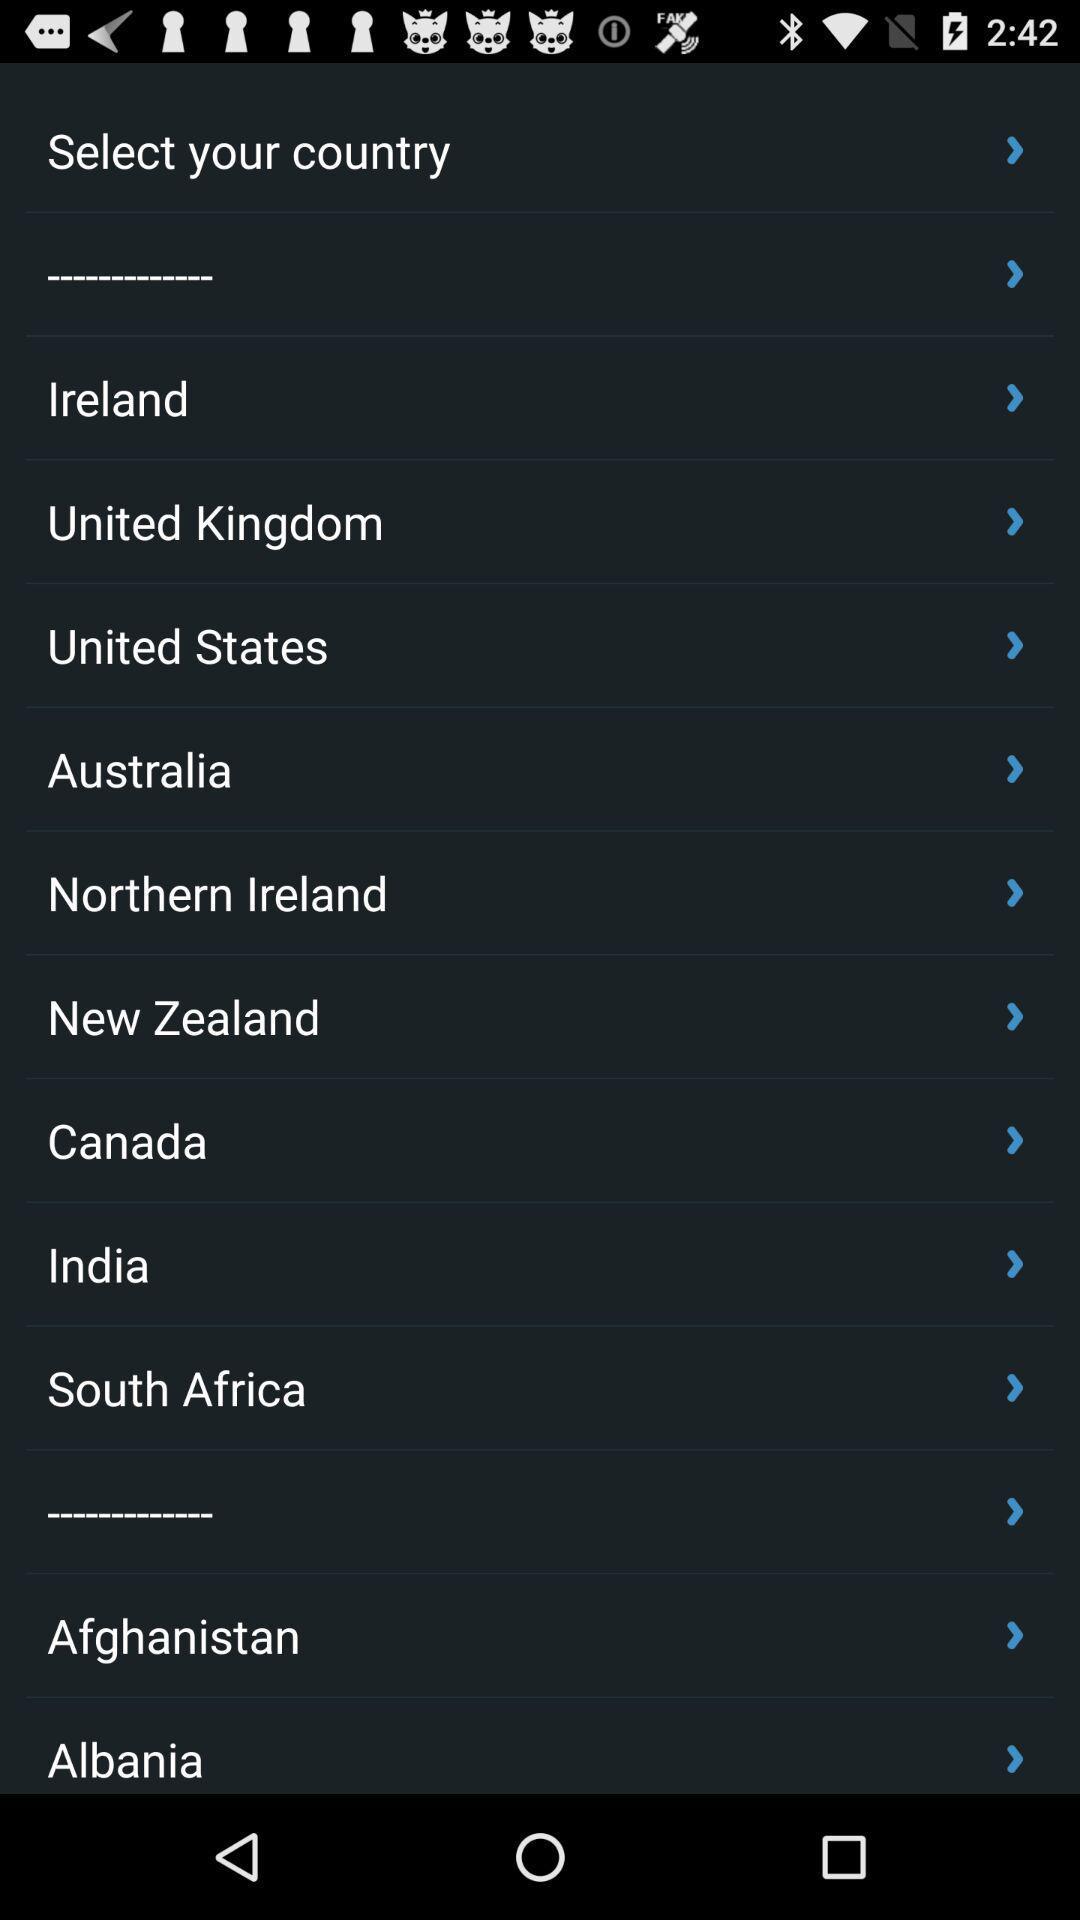 FAKE
2:42
Select your country
-------------
Ireland
United Kingdom
United States
Australia
Northern Ireland
New Zealand
Canada
India
South Africa
-------------
Afghanistan
Albania